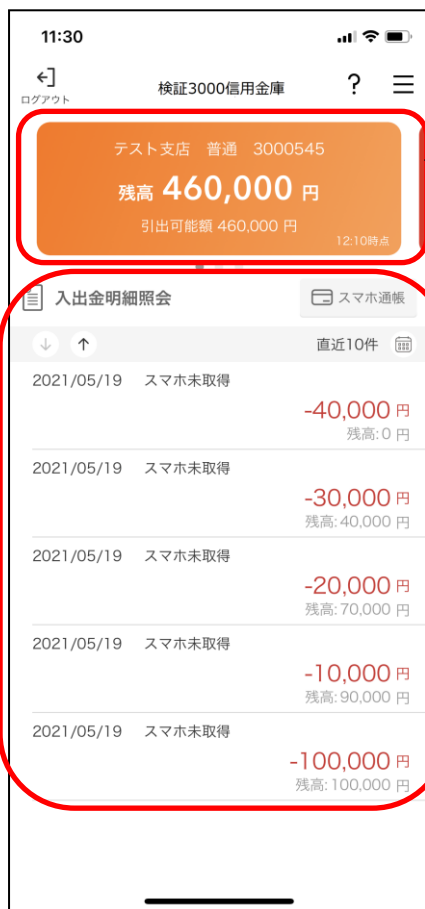 11:30
ログアウト
検証3000信用金庫
?
テスト支店 普通 3000545
残高 460,000 円
引出可能額 460,000 円
12:10時点
入出金明細照会
スマホ通帳
↓ ↑ 直近10件
2021/05/19 スマホ未取得
-40,000 円
残高:0 円
2021/05/19 スマホ未取得
-30,000 円
残高:40,000 円
2021/05/19 スマホ未取得
-20,000 円
残高:70,000 円
2021/05/19 スマホ未取得
-10,000 円
残高:90,000 円
2021/05/19 スマホ未取得
-100,000 円
残高:100,000 円